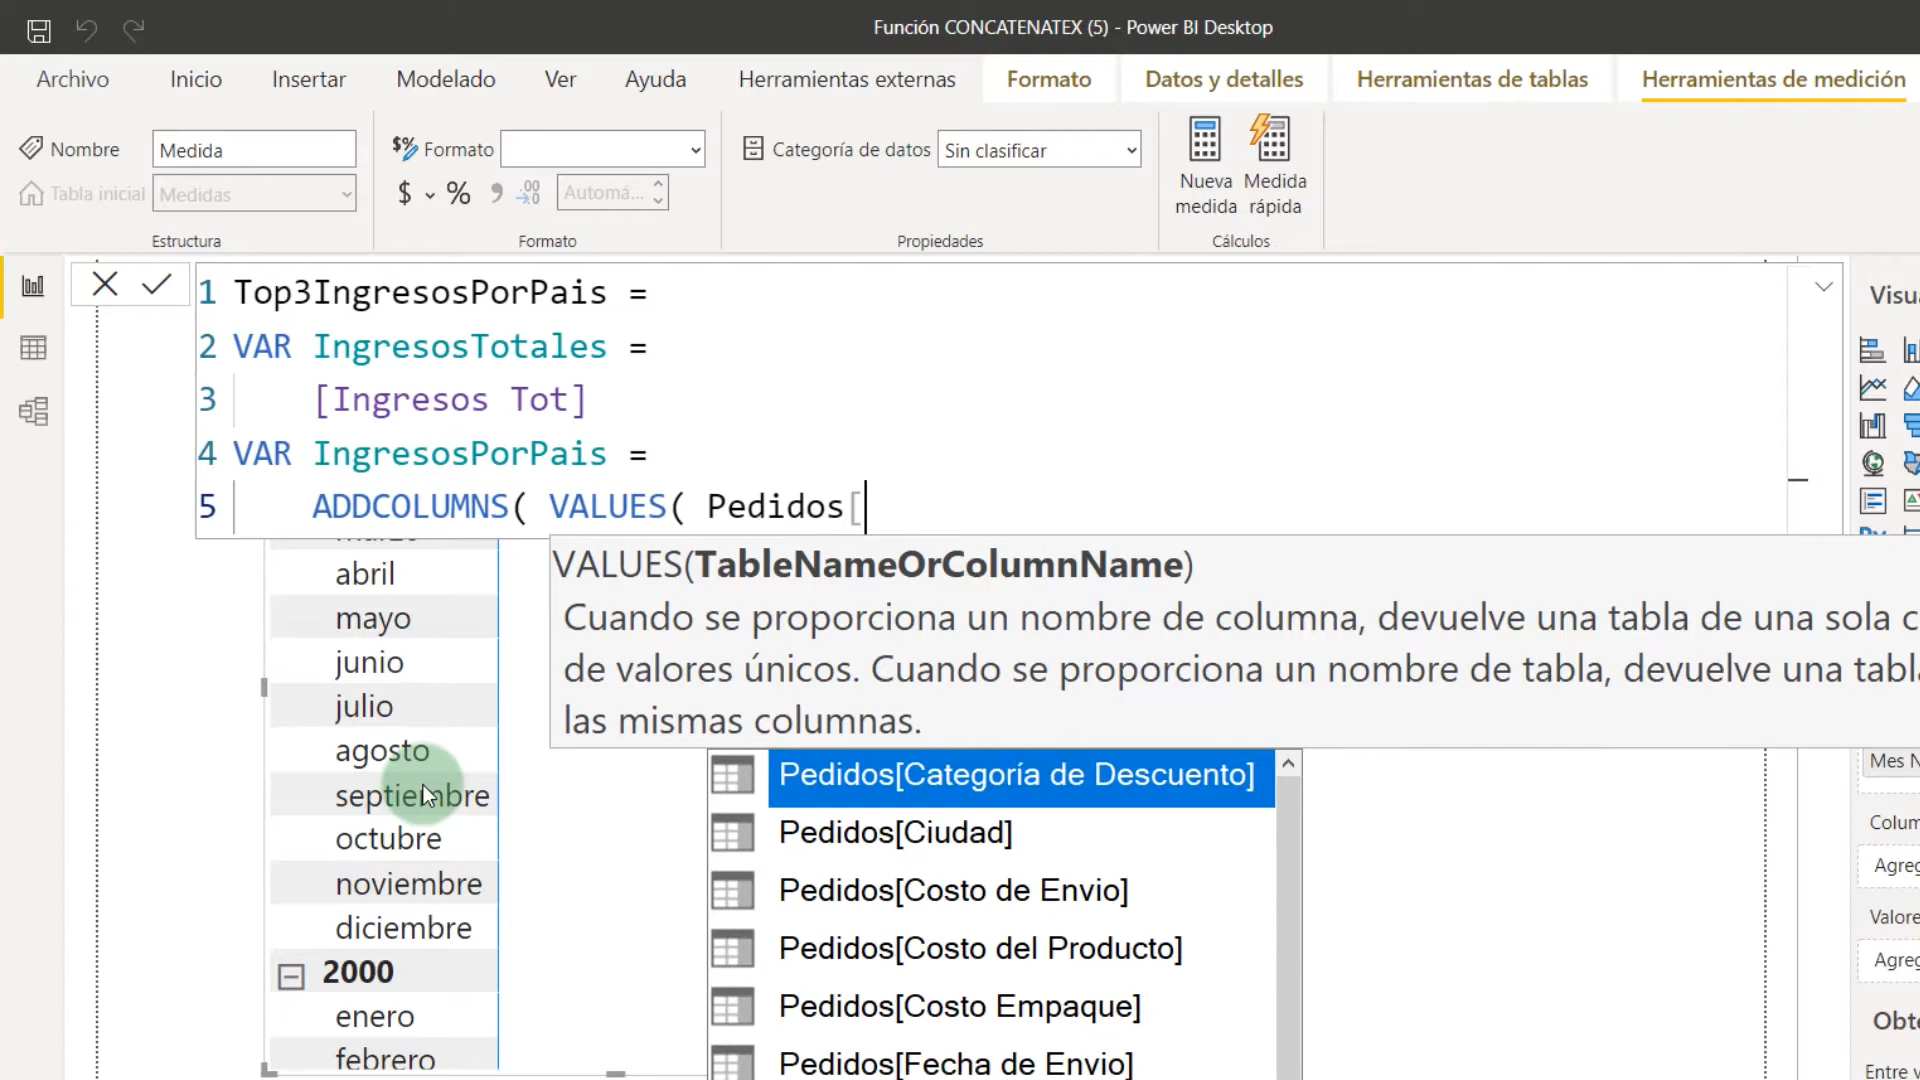 Función CONCATENATEX (5) - Power BI Desktop
Archivo Inicio Insertar Modelado Ver Ayuda Herramientas externas Formato Datos y detalles Herramientas de tablas Herramientas de medición
Nombre Medida
Tabla inicial Medidas
Estructura
$% Formato
$ % 9 .00 →.0 Automá...
Formato
Categoría de datos Sin clasificar
Propiedades
Nueva medida
Medida rápida
Cálculos
1 Top3IngresosPorPais =
2 VAR IngresosTotales =
3 [Ingresos Tot]
4 VAR IngresosPorPais =
5 ADDCOLUMNS( VALUES( Pedidos[
VALUES(TableNameOrColumnName)
Cuando se proporciona un nombre de columna, devuelve una tabla de una sola c
de valores únicos. Cuando se proporciona un nombre de tabla, devuelve una tabl
las mismas columnas.
Pedidos[Categoría de Descuento]
Pedidos[Ciudad]
Pedidos[Costo de Envio]
Pedidos[Costo del Producto]
Pedidos[Costo Empaque]
Pedidos[Fecha de Envio]
abril
mayo
junio
julio
agosto
septiembre
octubre
noviembre
diciembre
2000
enero
febrero
Visua
Mes N
Colum
Agreg
Valore
Agreg
Obte
Entre v